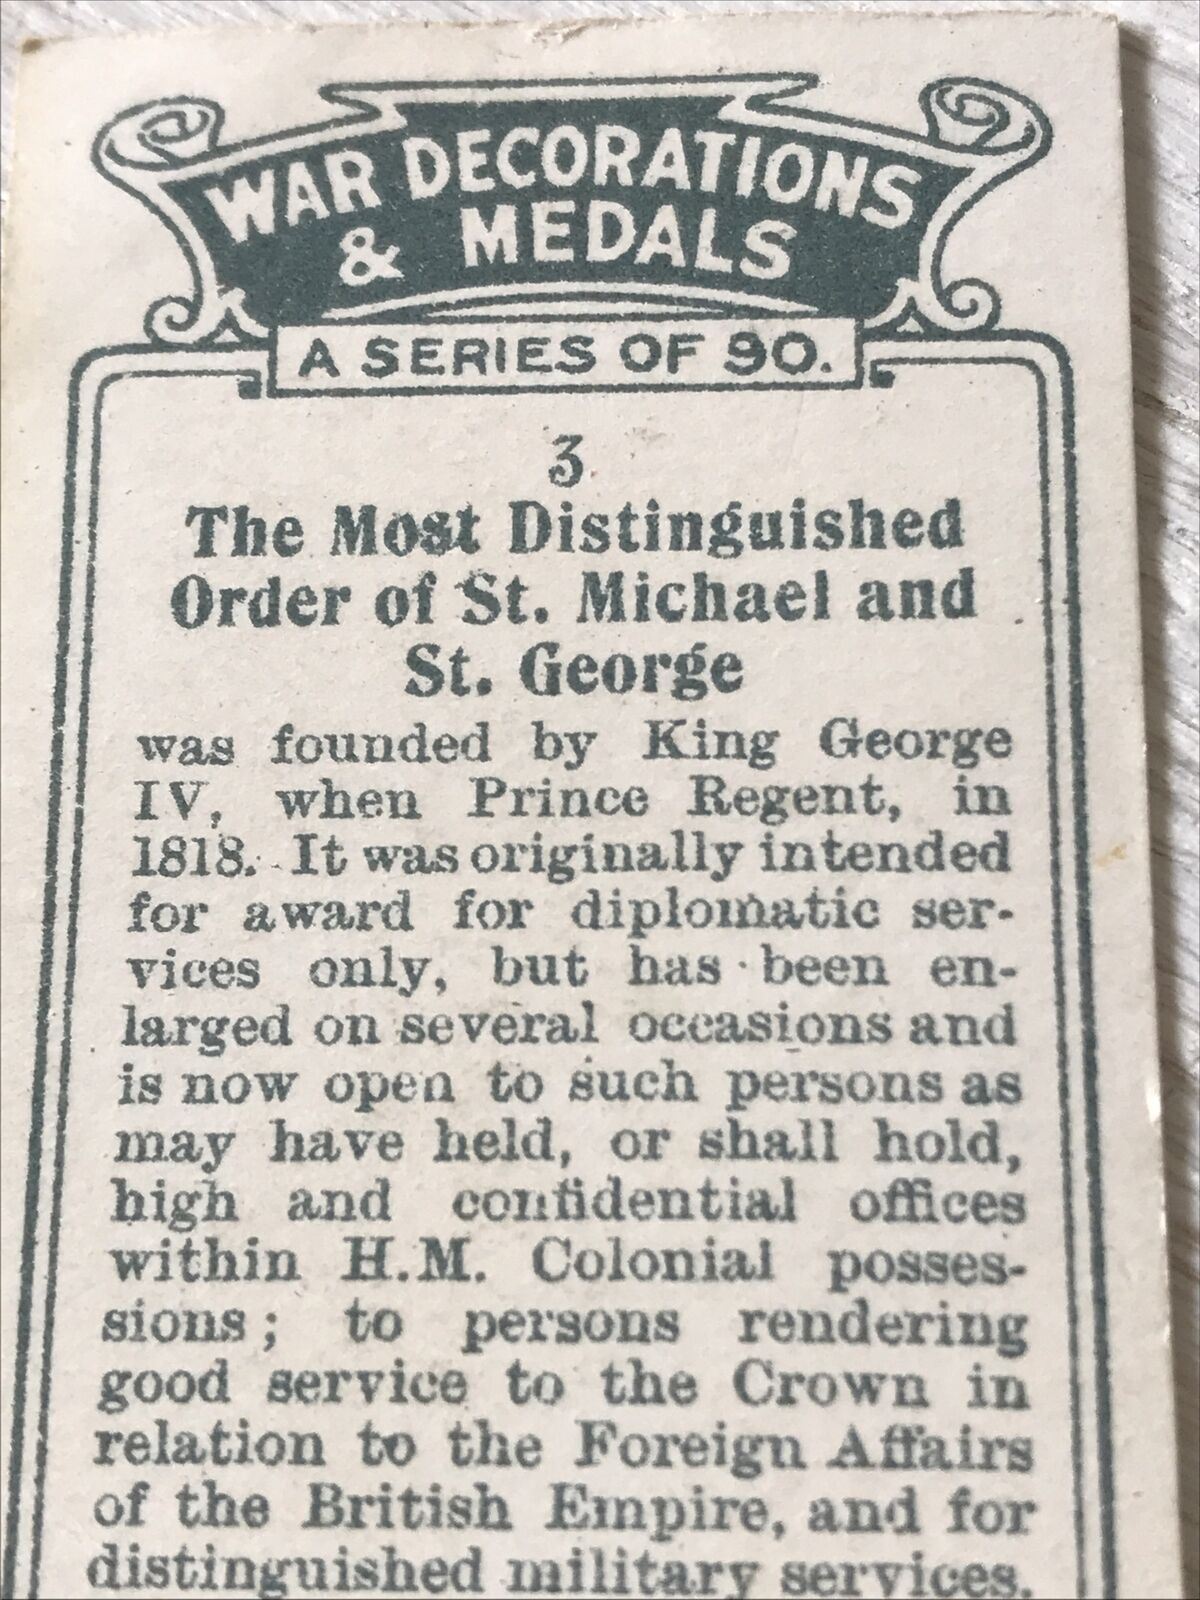 WAR DECORATIONS
& MEDALS
A SERIES OF 90.
3
The Most Distinguished
Order of St. Michael and
St. George
was founded by King George
IV, when Prince Regent, in
1818. It was originally intended
for award for diplomatic ser-
vices only, but has been en-
larged on several occasions and
is now open to such persons as
may have held, or shall hold,
high and confidential offices
within H.M. Colonial posses-
sions; to persons rendering
good service to the Crown in
relation to the Foreign Affairs
of the British Empire, and for
distinguished military services.